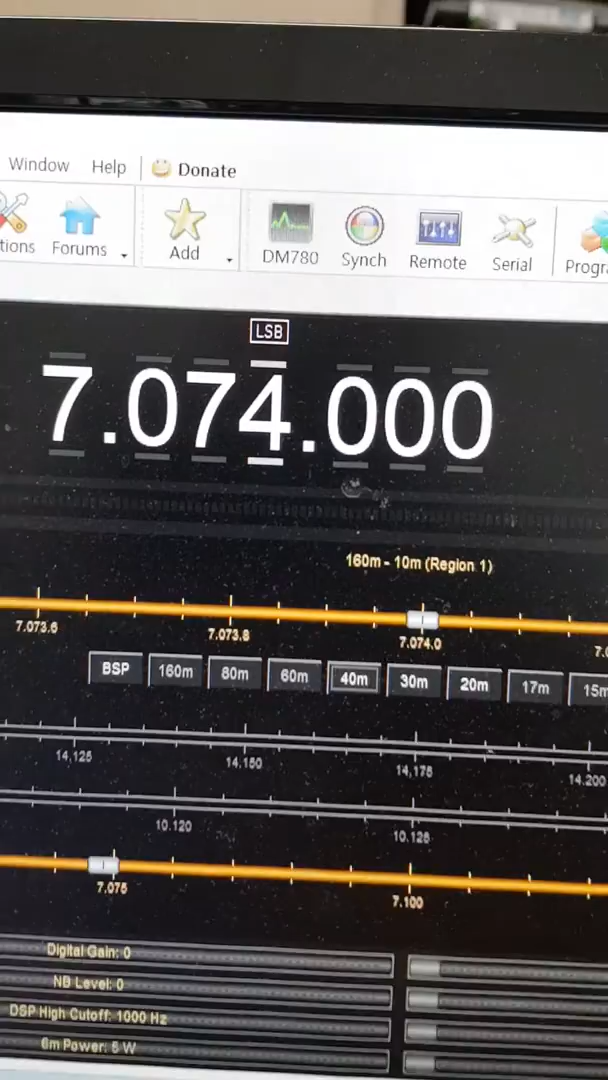 Window Help Donate
tions Forums Add DM780 Synch Remote Serial Progr
LSB
7.074.000
160m - 10m (Region 1)
7.073.6 7.073.8 7.074.0 7.0
BSP 160m 80m 60m 40m 30m 20m 17m 15m
14,125 14,150 14,175 14.200
10.120 10.125
7.075 7.100
Digital Gain: 0
NB Level: 0
DSP High Cutoff: 1000 Hz
6m Power: 5 W